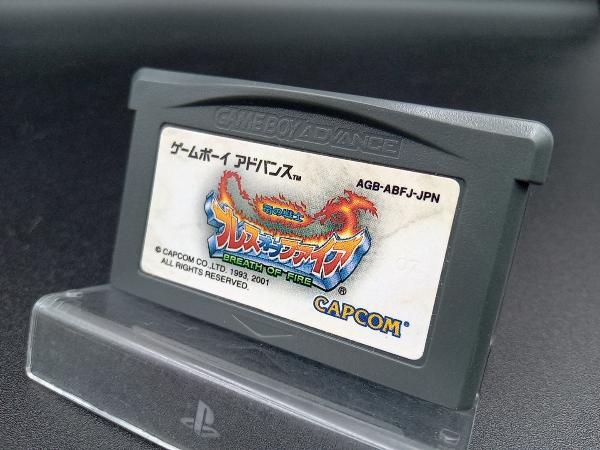 GAME BOY ADVANCE
ゲームボーイ アドバンス™
AGB-ABFJ-JPN
竜の戦士
ブレス オブ ファイア
BREATH OF FIRE
®
© CAPCOM CO., LTD. 1993, 2001
ALL RIGHTS RESERVED.
CAPCOM®